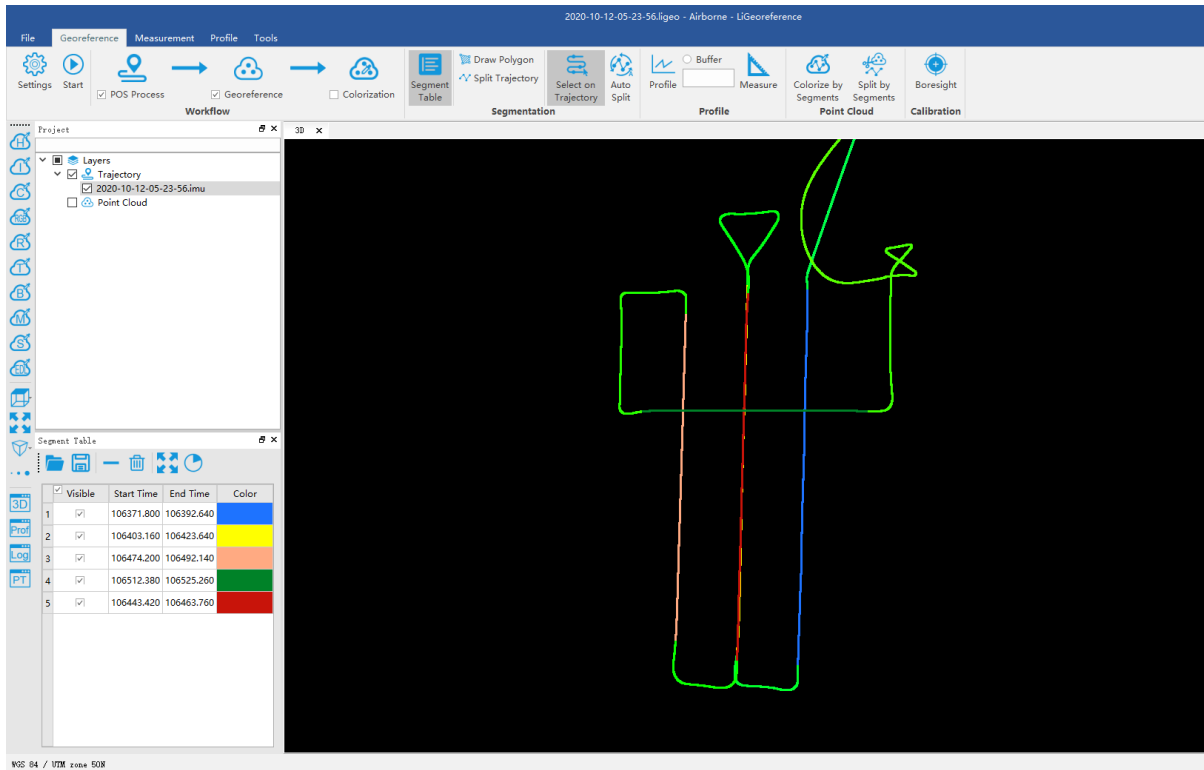 2020-10-12-05-23-56.ligeo - Airborne - LiGeoreference
File Georeference Measurement Profile Tools
Settings Start POS Process Georeference Colorization
Workflow
Segment Table Draw Polygon Split Trajectory Select on Trajectory Auto Split
Segmentation
Profile Buffer Measure
Profile
Colorize by Segments Split by Segments
Point Cloud
Boresight
Calibration
Project
3D
Layers
Trajectory
2020-10-12-05-23-56.imu
Point Cloud
H
I
C
RGB
R
T
B
M
S
ED
3D
Prof
Log
PT
Segment Table
Visible Start Time End Time Color
1 106371.800 106392.640
2 106403.160 106423.640
3 106474.200 106492.140
4 106512.380 106525.260
5 106443.420 106463.760
WGS 84 / UTM zone 50N